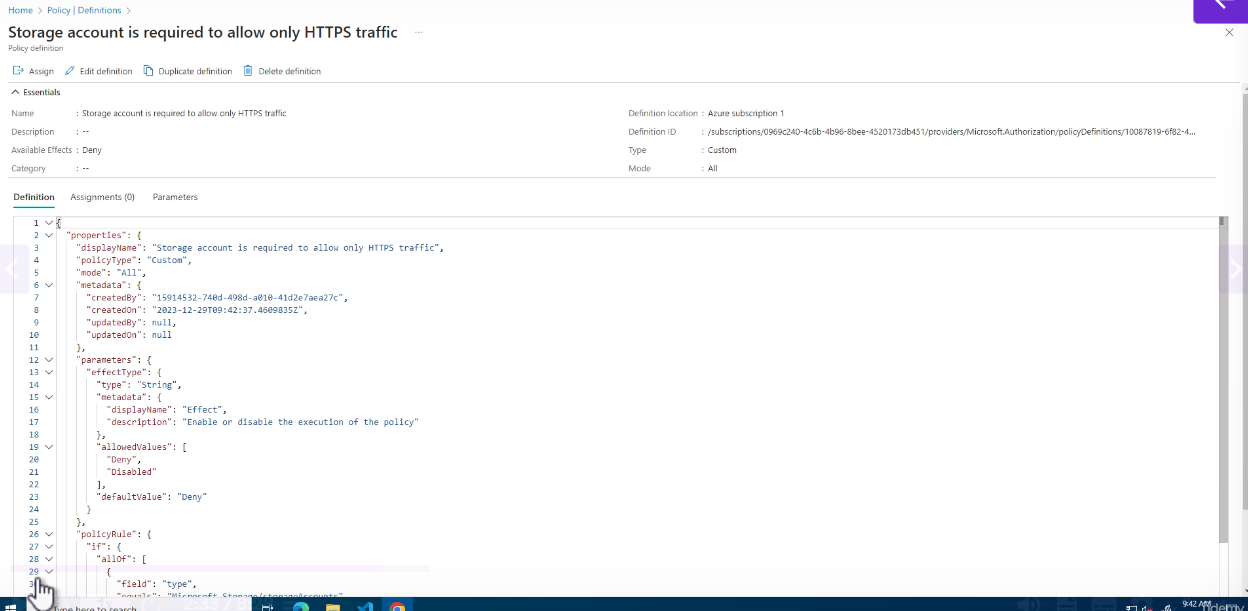 Home > Policy | Definitions >
Storage account is required to allow only HTTPS traffic ...
Policy definition
Assign Edit definition Duplicate definition Delete definition
Essentials
Name : Storage account is required to allow only HTTPS traffic
Definition location : Azure subscription 1
Description : --
Definition ID : /subscriptions/0969c240-4c6b-4b96-8bee-4520173db451/providers/Microsoft.Authorization/policyDefinitions/10087819-6f82-4...
Available Effects : Deny
Type : Custom
Category : --
Mode : All
Definition Assignments (0) Parameters
1 {
2 "properties": {
3 "displayName": "Storage account is required to allow only HTTPS traffic",
4 "policyType": "Custom",
5 "mode": "All",
6 "metadata": {
7 "createdBy": "15914532-740d-498d-a010-41d2e7aea27c",
8 "createdOn": "2023-12-29T09:42:37.4609835Z",
9 "updatedBy": null,
10 "updatedOn": null
11 },
12 "parameters": {
13 "effectType": {
14 "type": "String",
15 "metadata": {
16 "displayName": "Effect",
17 "description": "Enable or disable the execution of the policy"
18 },
19 "allowedValues": [
20 "Deny",
21 "Disabled"
22 ],
23 "defaultValue": "Deny"
24 }
25 },
26 "policyRule": {
27 "if": {
28 "allOf": [
29 {
"field": "type",
"equals": "Microsoft.Storage/storageAccounts"
Type here to search
9:42 AM
Udemy